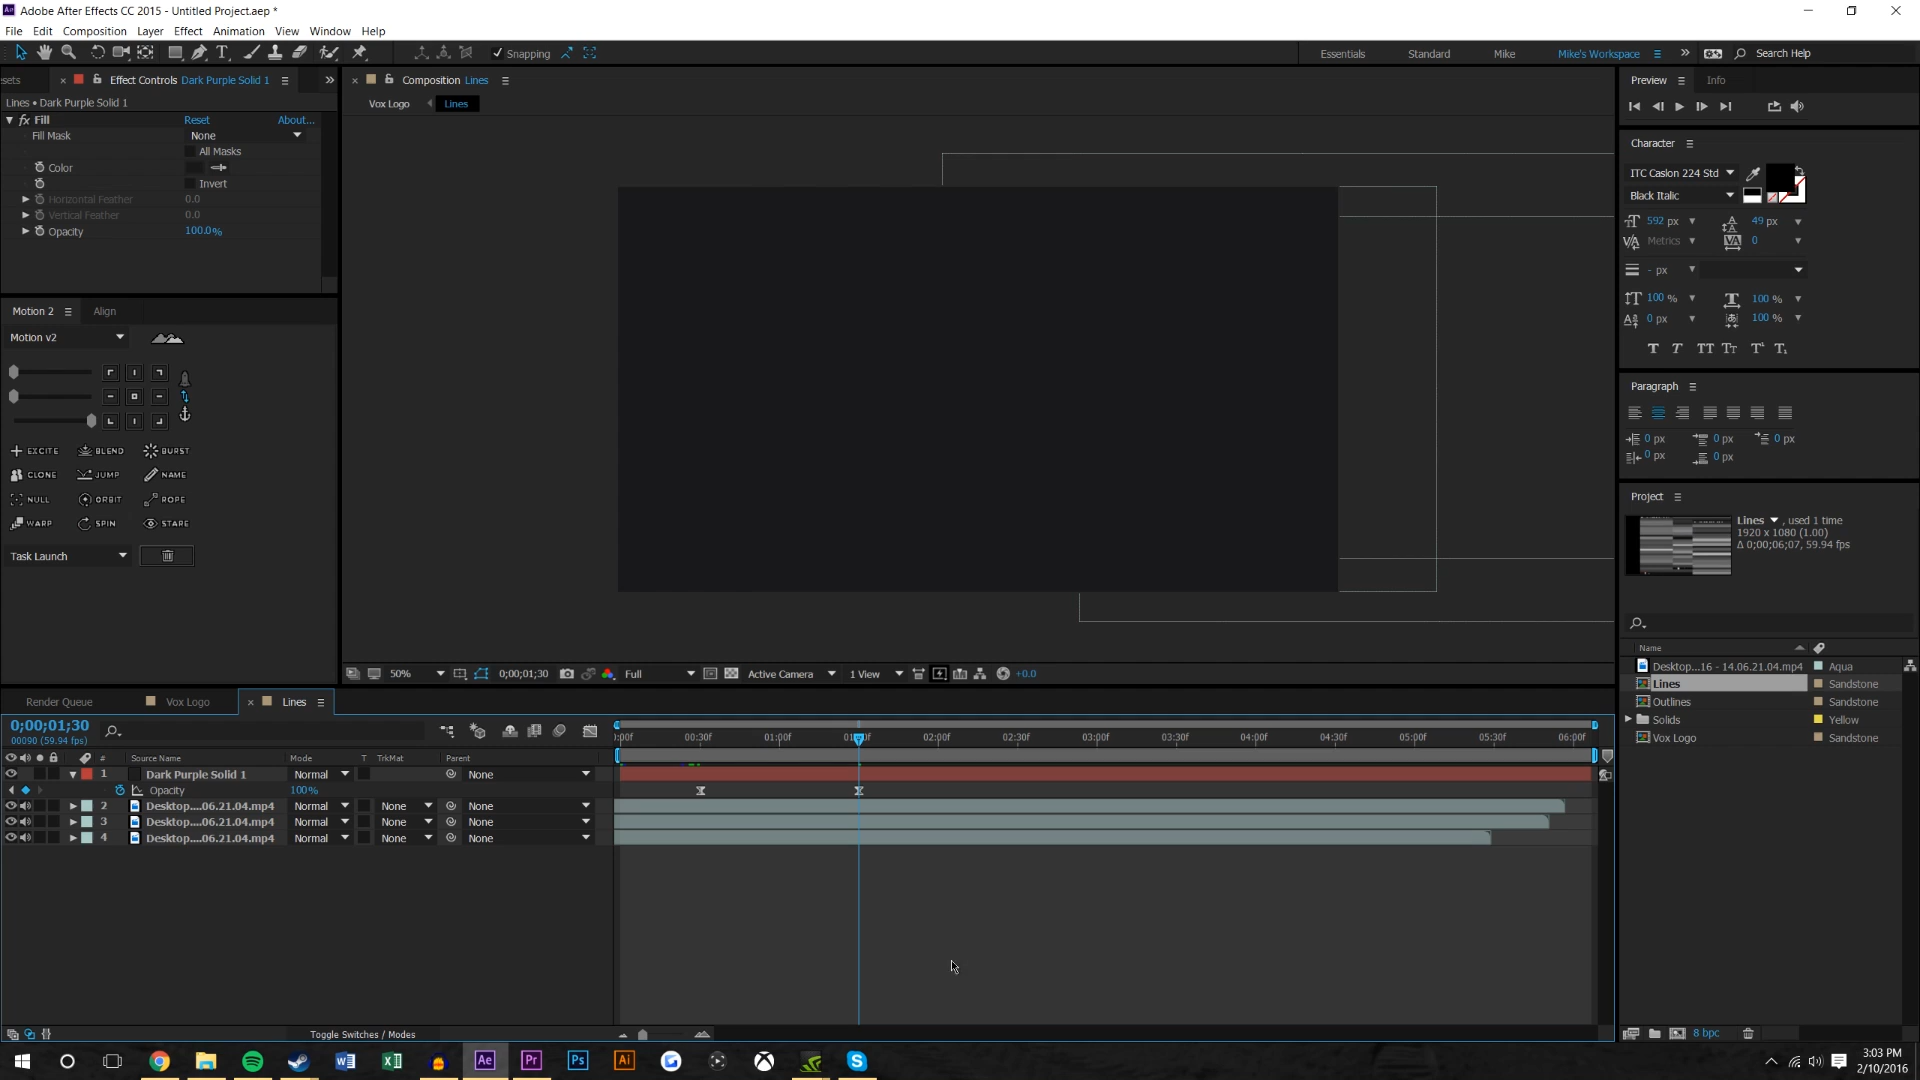 Adobe After Effects CC 2015 - Untitled Project.aep *
File Edit Composition Layer Effect Animation View Window Help
Snapping
Essentials Standard Mike Mike's Workspace Search Help
sets Effect Controls Dark Purple Solid 1
Lines • Dark Purple Solid 1
fx Fill Reset About...
Fill Mask None
All Masks
Color
Invert
Horizontal Feather 0.0
Vertical Feather 0.0
Opacity 100.0%
Composition Lines
Vox Logo Lines
Motion 2 Align
Motion v2
EXCITE BLEND BURST
CLONE JUMP NAME
NULL ORBIT ROPE
WARP SPIN STARE
Task Launch
50% 0;00;01;30 Full Active Camera 1 View +0.0
Preview Info
Character
ITC Caslon 224 Std
Black Italic
592 px 49 px
Metrics 0
- px
100 % 100 %
0 px 100 %
Paragraph
0 px 0 px 0 px
0 px 0 px
Project
Lines , used 1 time
1920 x 1080 (1.00)
Δ 0;00;06;07, 59.94 fps
Name
Desktop...16 - 14.06.21.04.mp4 Aqua
Lines Sandstone
Outlines Sandstone
Solids Yellow
Vox Logo Sandstone
8 bpc
Render Queue Vox Logo Lines
0;00;01;30
00090 (59.94 fps)
# Source Name Mode T TrkMat Parent
):00f 00:30f 01:00f 01:30f 02:00f 02:30f 03:00f 03:30f 04:00f 04:30f 05:00f 05:30f 06:00f
1 Dark Purple Solid 1 Normal None
Opacity 100%
2 Desktop....06.21.04.mp4 Normal None None
3 Desktop....06.21.04.mp4 Normal None None
4 Desktop....06.21.04.mp4 Normal None None
Toggle Switches / Modes
3:03 PM
2/10/2016